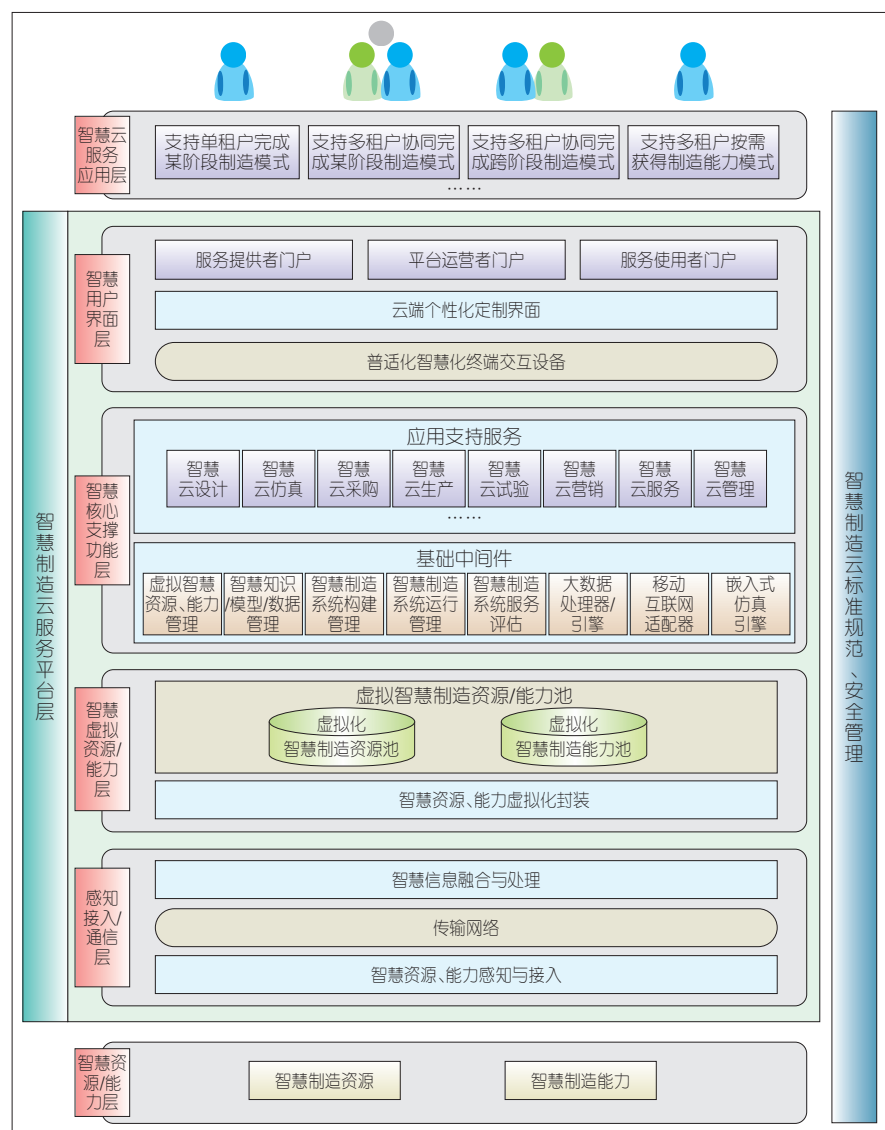 智慧云
服务
应用层
支持单租户完成
某阶段制造模式
支持多租户协同完
成某阶段制造模式
支持多租户协同完
成跨阶段制造模式
支持多租户按需
获得制造能力模式
……
智慧制造云服务平台层
智慧
用户
界面
层
服务提供者门户
平台运营者门户
服务使用者门户
云端个性化定制界面
普适化智慧化终端交互设备
智慧
核心
支撑
功能
层
应用支持服务
智慧
云设计
智慧
云仿真
智慧
云采购
智慧
云生产
智慧
云试验
智慧
云营销
智慧
云服务
智慧
云管理
……
基础中间件
虚拟智慧
资源、能力
管理
智慧知识
/模型/数据
管理
智慧制造
系统构建
管理
智慧制造
系统运行
管理
智慧制造
系统服务
评估
大数据
处理器/
引擎
移动
互联网
适配器
嵌入式
仿真
引擎
智慧
虚拟
资源/
能力
层
虚拟智慧制造资源/能力池
虚拟化
智慧制造资源池
虚拟化
智慧制造能力池
智慧资源、能力虚拟化封装
感知
接入/
通信
层
智慧信息融合与处理
传输网络
智慧资源、能力感知与接入
智慧资
源/能
力层
智慧制造资源
智慧制造能力
智慧制造云标准规范、安全管理